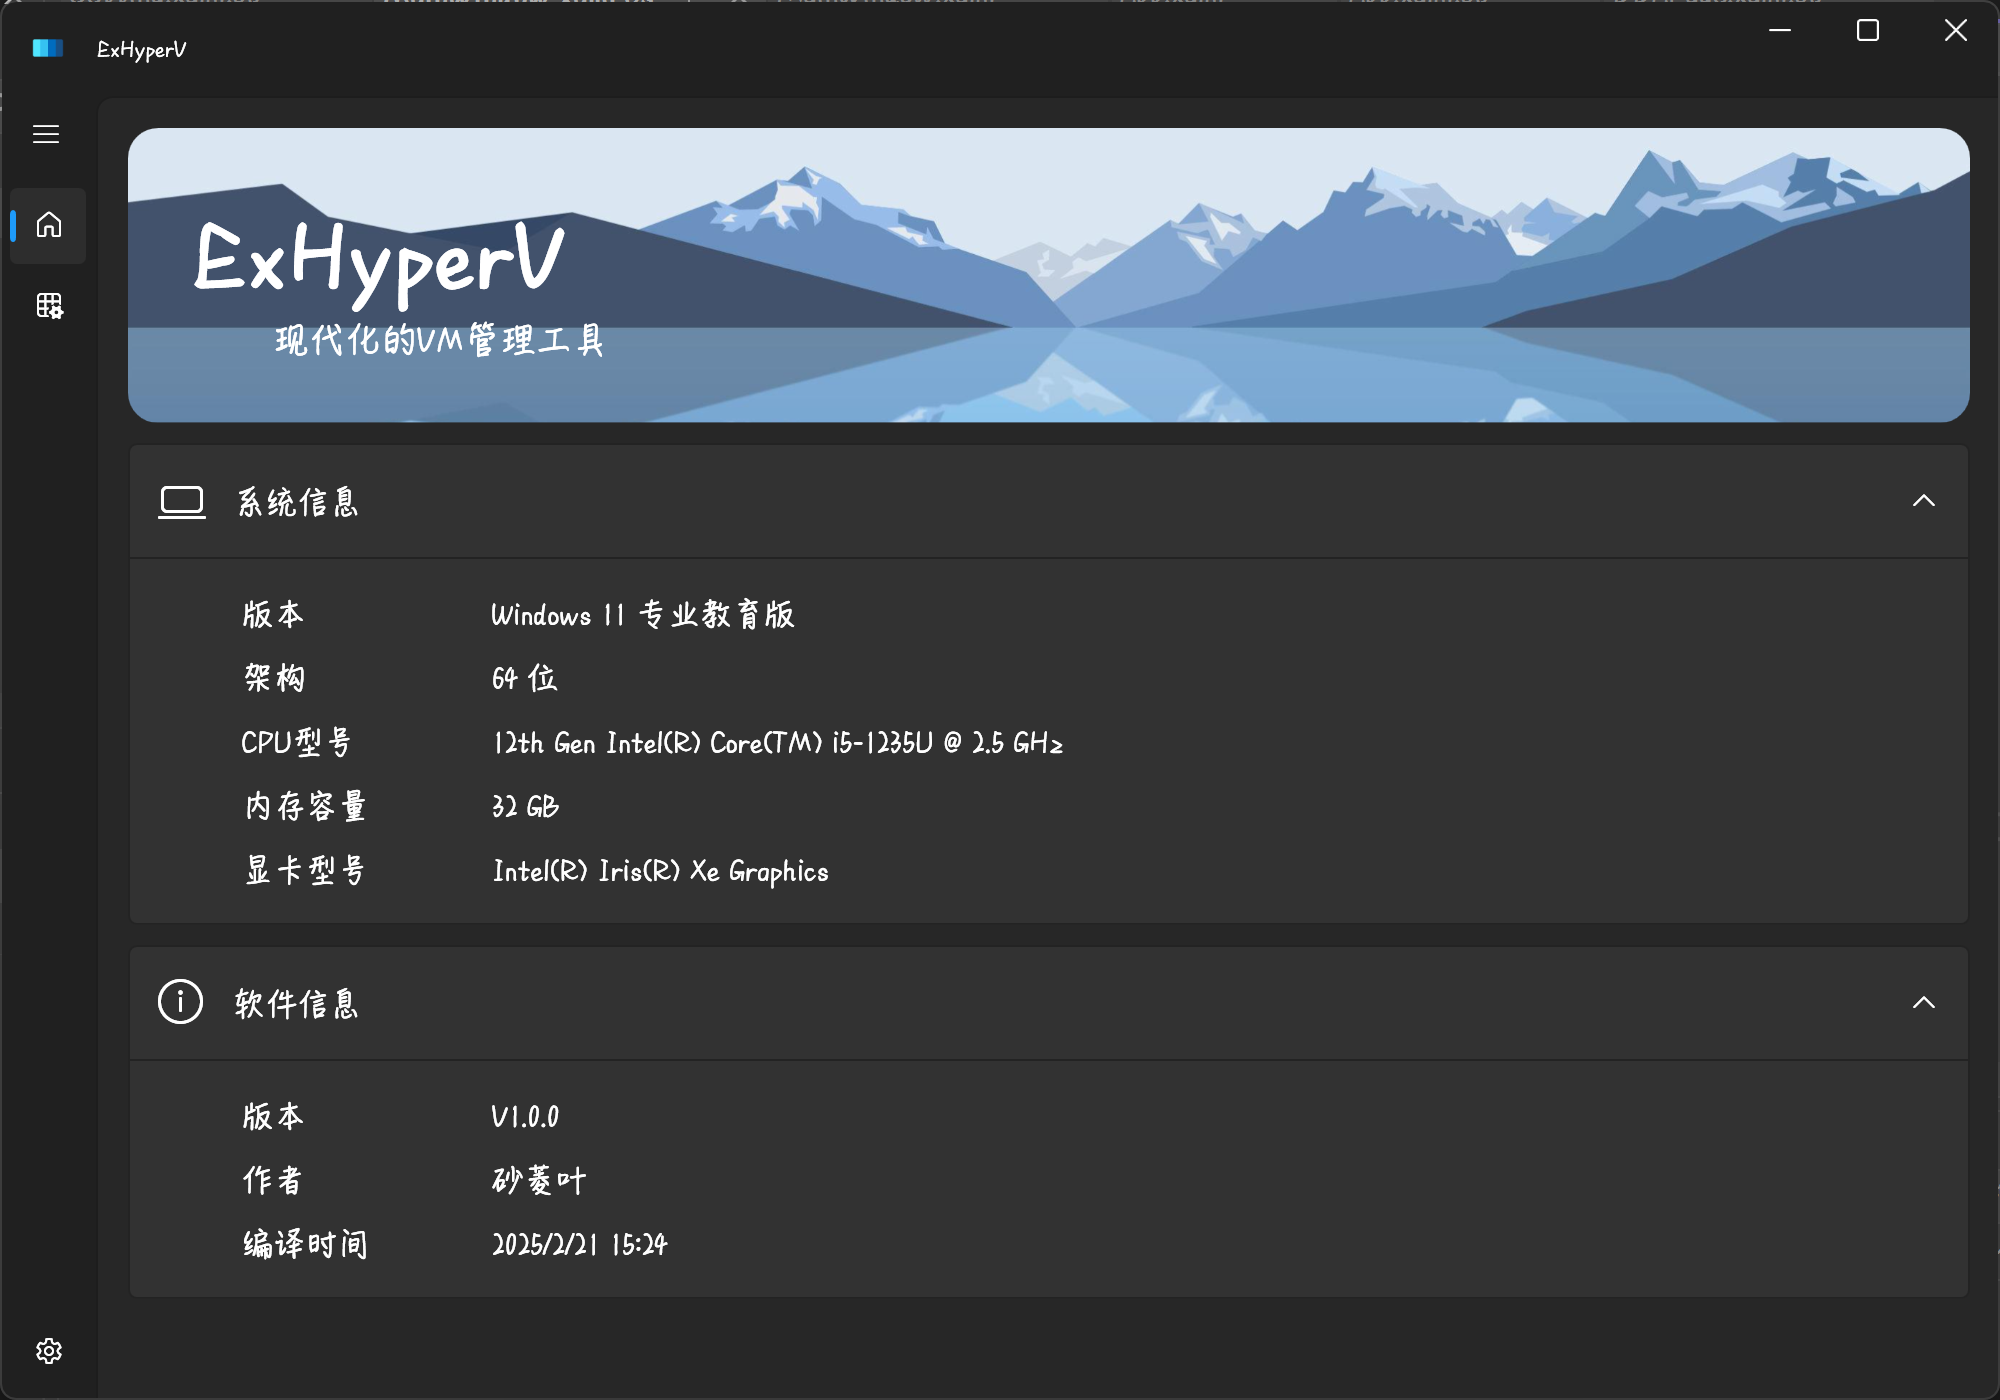 ExHyperV
ExHyperV
现代化的VM管理工具
系统信息
版本 Windows 11 专业教育版
架构 64 位
CPU型号 12th Gen Intel(R) Core(TM) i5-1235U @ 2.5 GHz
内存容量 32 GB
显卡型号 Intel(R) Iris(R) Xe Graphics
软件信息
版本 V1.0.0
作者 砂菱叶
编译时间 2025/2/21 15:24